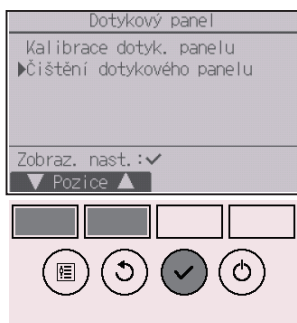 Dotykový panel
Kalibrace dotyk. panelu
▶Čištění dotykového panelu
Zobraz. nast.:✓
▼ Pozice ▲